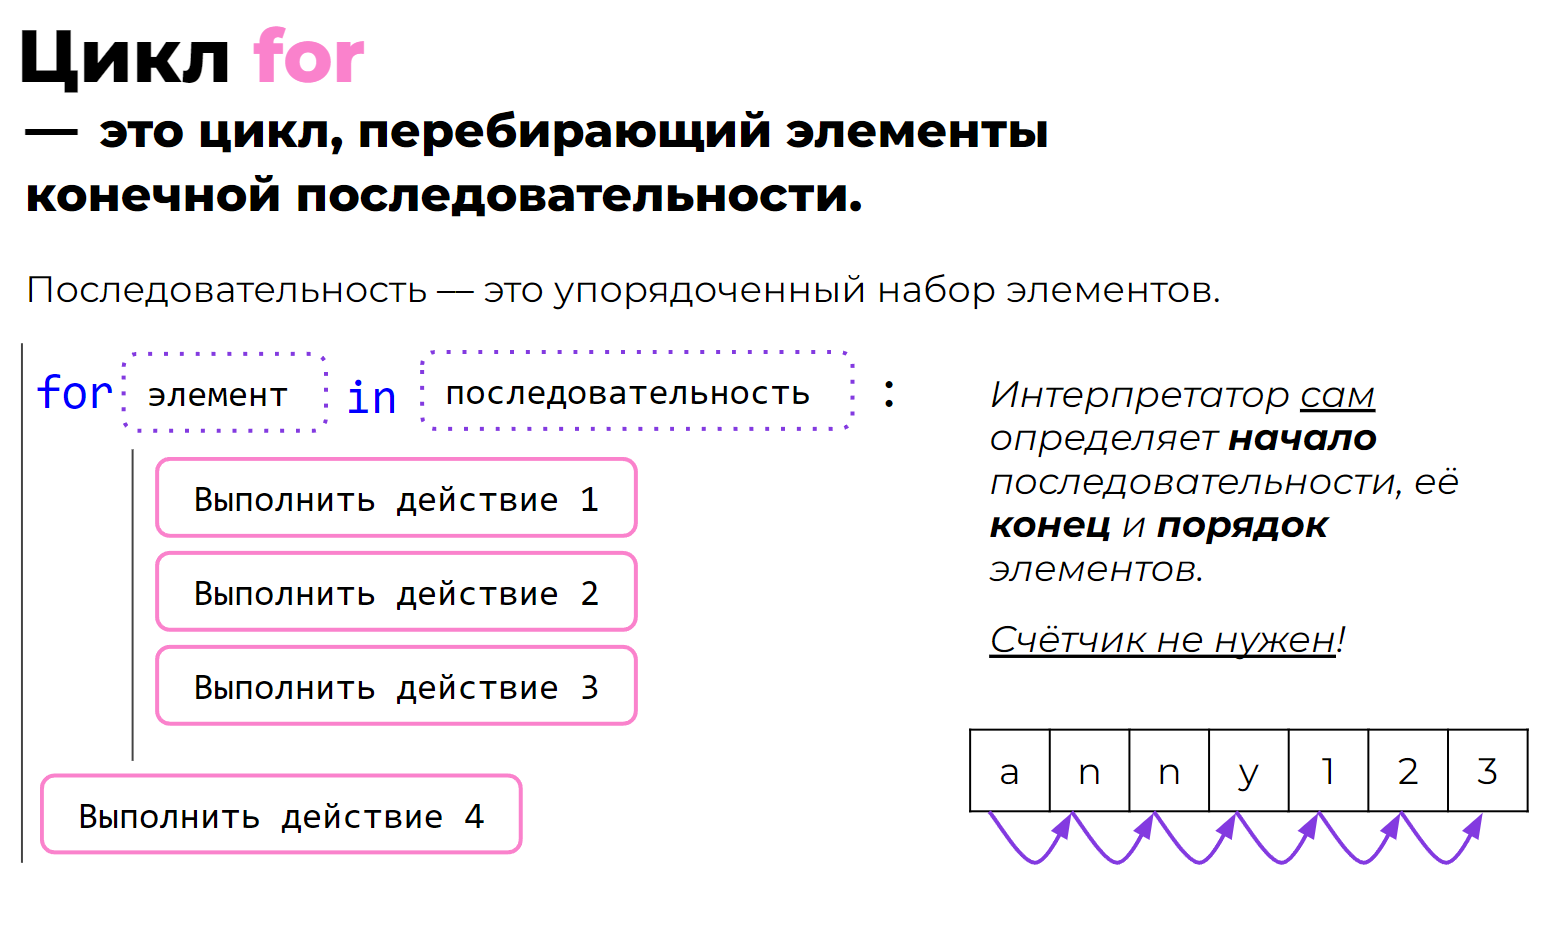 Цикл for
— это цикл, перебирающий элементы
конечной последовательности.
Последовательность — это упорядоченный набор элементов.
for элемент in последовательность :
Выполнить действие 1
Выполнить действие 2
Выполнить действие 3
Выполнить действие 4
Интерпретатор сам
определяет начало
последовательности, её
конец и порядок
элементов.
Счётчик не нужен!
a n n y 1 2 3